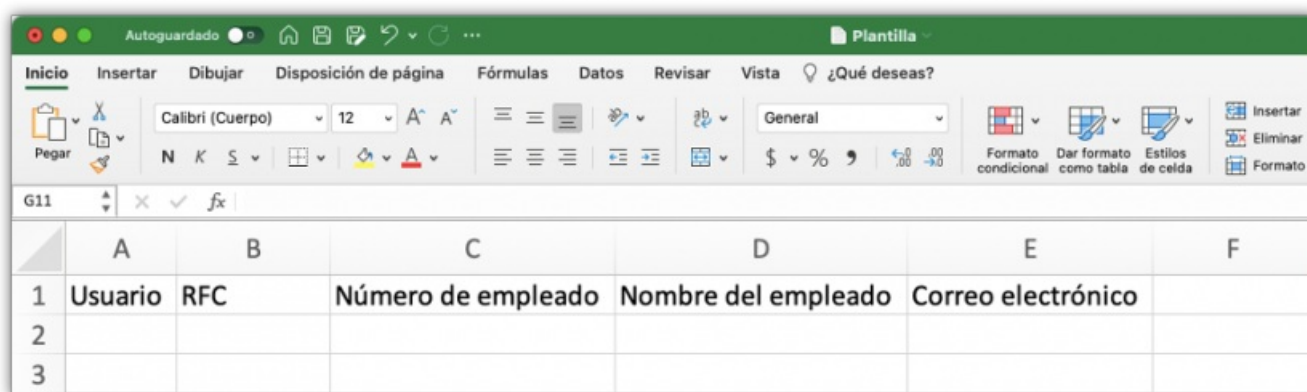 Autoguardado Plantilla
Inicio Insertar Dibujar Disposición de página Fórmulas Datos Revisar Vista ¿Qué deseas?
Calibri (Cuerpo) 12 A A ab General Insertar
Pegar N K S A $ % Formato condicional Dar formato como tabla Estilos de celda Eliminar
Formato
G11 fx
A B C D E F
1 Usuario RFC Número de empleado Nombre del empleado Correo electrónico
2
3